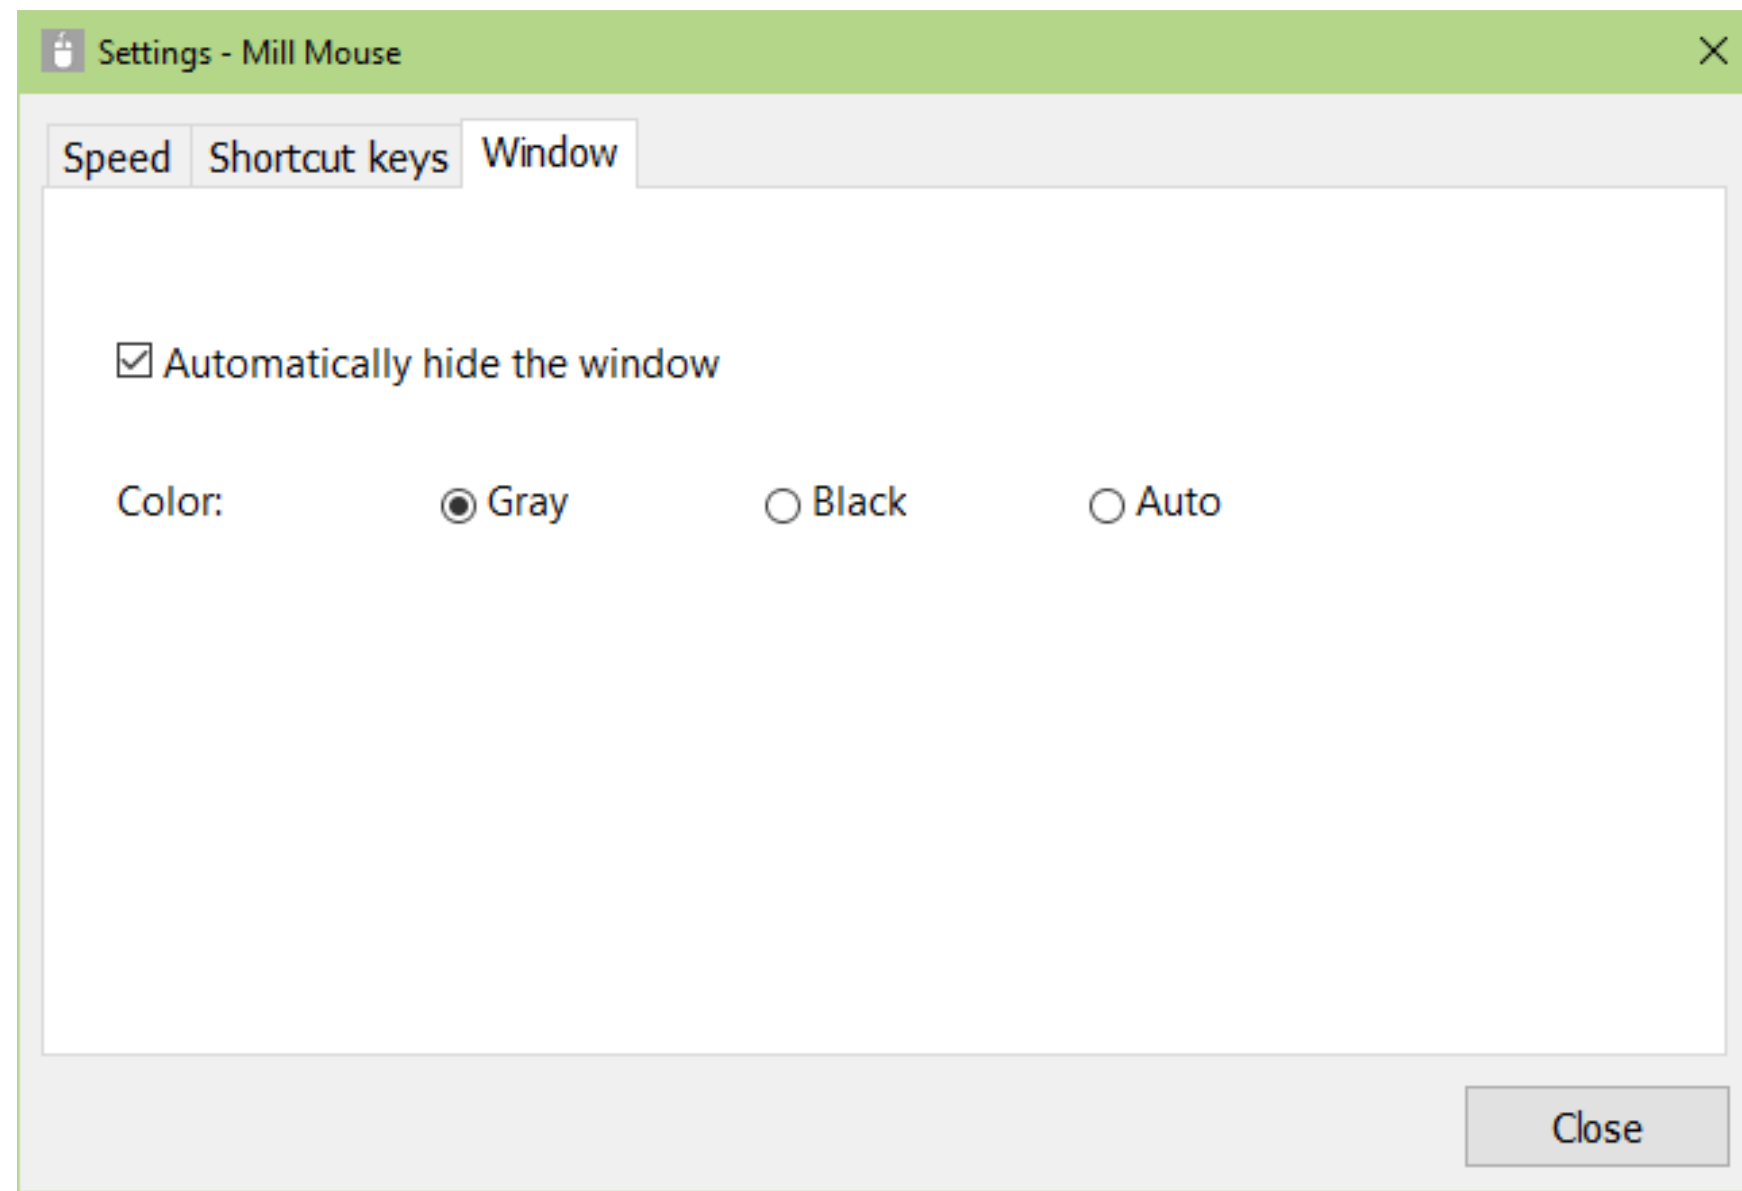 Settings - Mill Mouse
Speed Shortcut keys Window
Automatically hide the window
Color: Gray Black Auto
Close